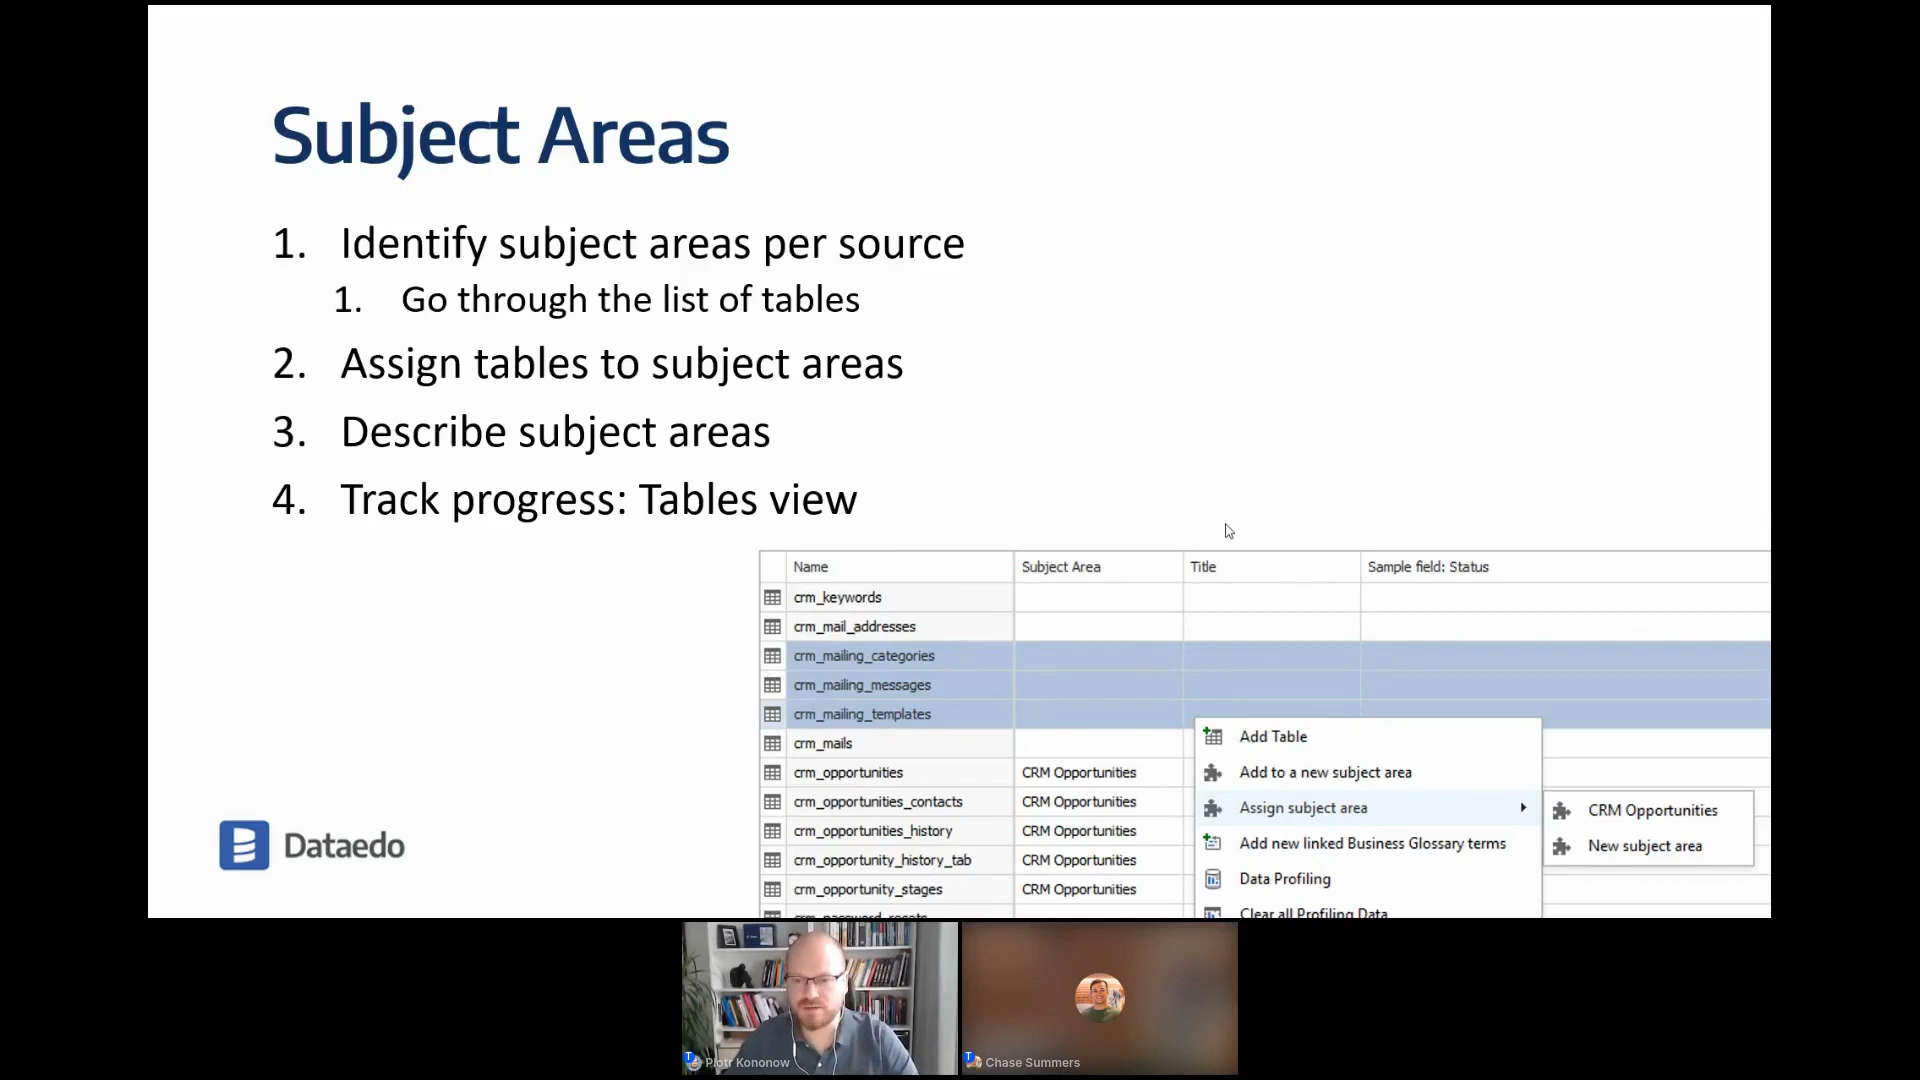 Subject Areas
1. Identify subject areas per source
1. Go through the list of tables
2. Assign tables to subject areas
3. Describe subject areas
4. Track progress: Tables view
Name Subject Area Title Sample field: Status
crm_keywords
crm_mail_addresses
crm_mailing_categories
crm_mailing_messages
crm_mailing_templates
crm_mails
crm_opportunities CRM Opportunities
crm_opportunities_contacts CRM Opportunities
crm_opportunities_history CRM Opportunities
crm_opportunity_history_tab CRM Opportunities
crm_opportunity_stages CRM Opportunities
crm_password_resets
Add Table
Add to a new subject area
Assign subject area
Add new linked Business Glossary terms
Data Profiling
Clear all Profiling Data
CRM Opportunities
New subject area
Dataedo
Piotr Kononow
Chase Summers